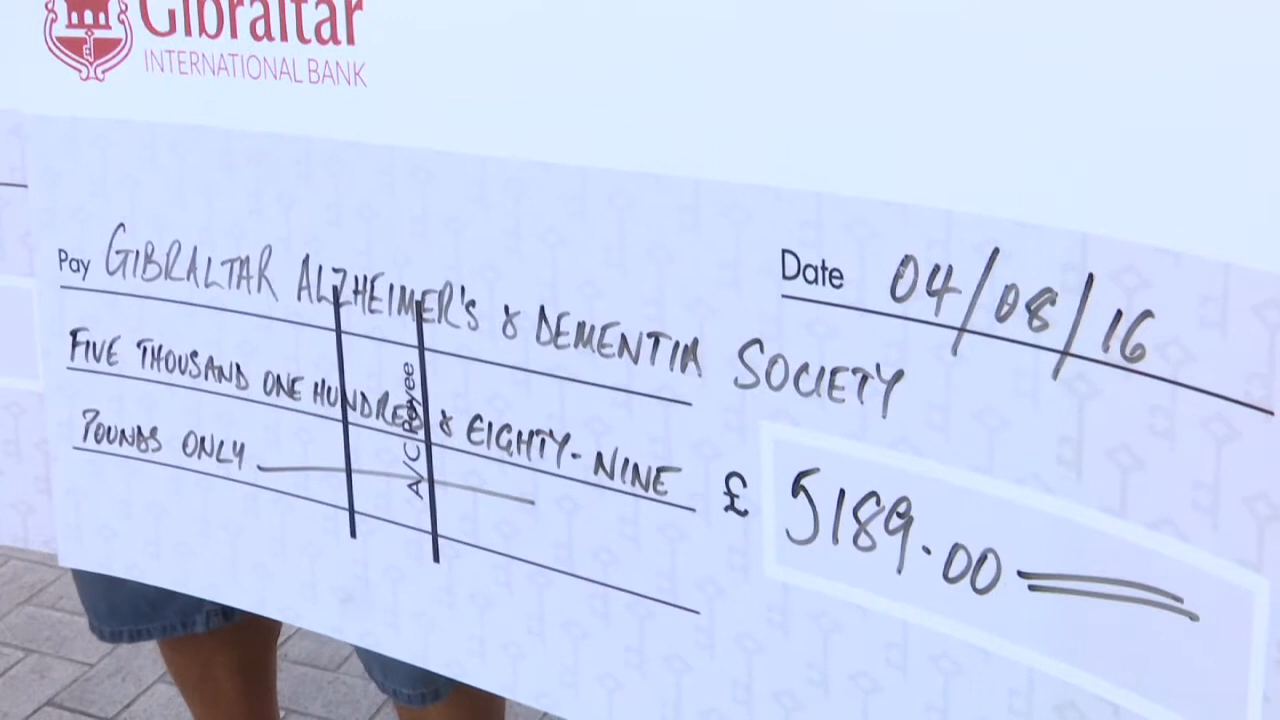 Gibraltar
INTERNATIONAL BANK
Pay GIBRALTAR ALZHEIMER'S & DEMENTIA SOCIETY
Date 04/08/16
FIVE THOUSAND ONE HUNDRED & EIGHTY-NINE
POUNDS ONLY
A/C Payee
£ 5189.00